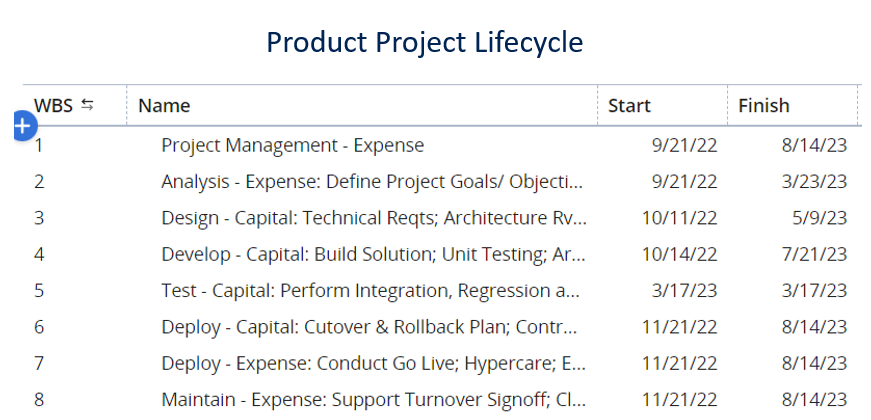 Product Project Lifecycle
WBS Name Start Finish
1 Project Management - Expense 9/21/22 8/14/23
2 Analysis - Expense: Define Project Goals/ Objecti... 9/21/22 3/23/23
3 Design - Capital: Technical Reqts; Architecture Rv... 10/11/22 5/9/23
4 Develop - Capital: Build Solution; Unit Testing; Ar... 10/14/22 7/21/23
5 Test - Capital: Perform Integration, Regression a... 3/17/23 3/17/23
6 Deploy - Capital: Cutover & Rollback Plan; Contr... 11/21/22 8/14/23
7 Deploy - Expense: Conduct Go Live; Hypercare; E... 11/21/22 8/14/23
8 Maintain - Expense: Support Turnover Signoff; Cl... 11/21/22 8/14/23